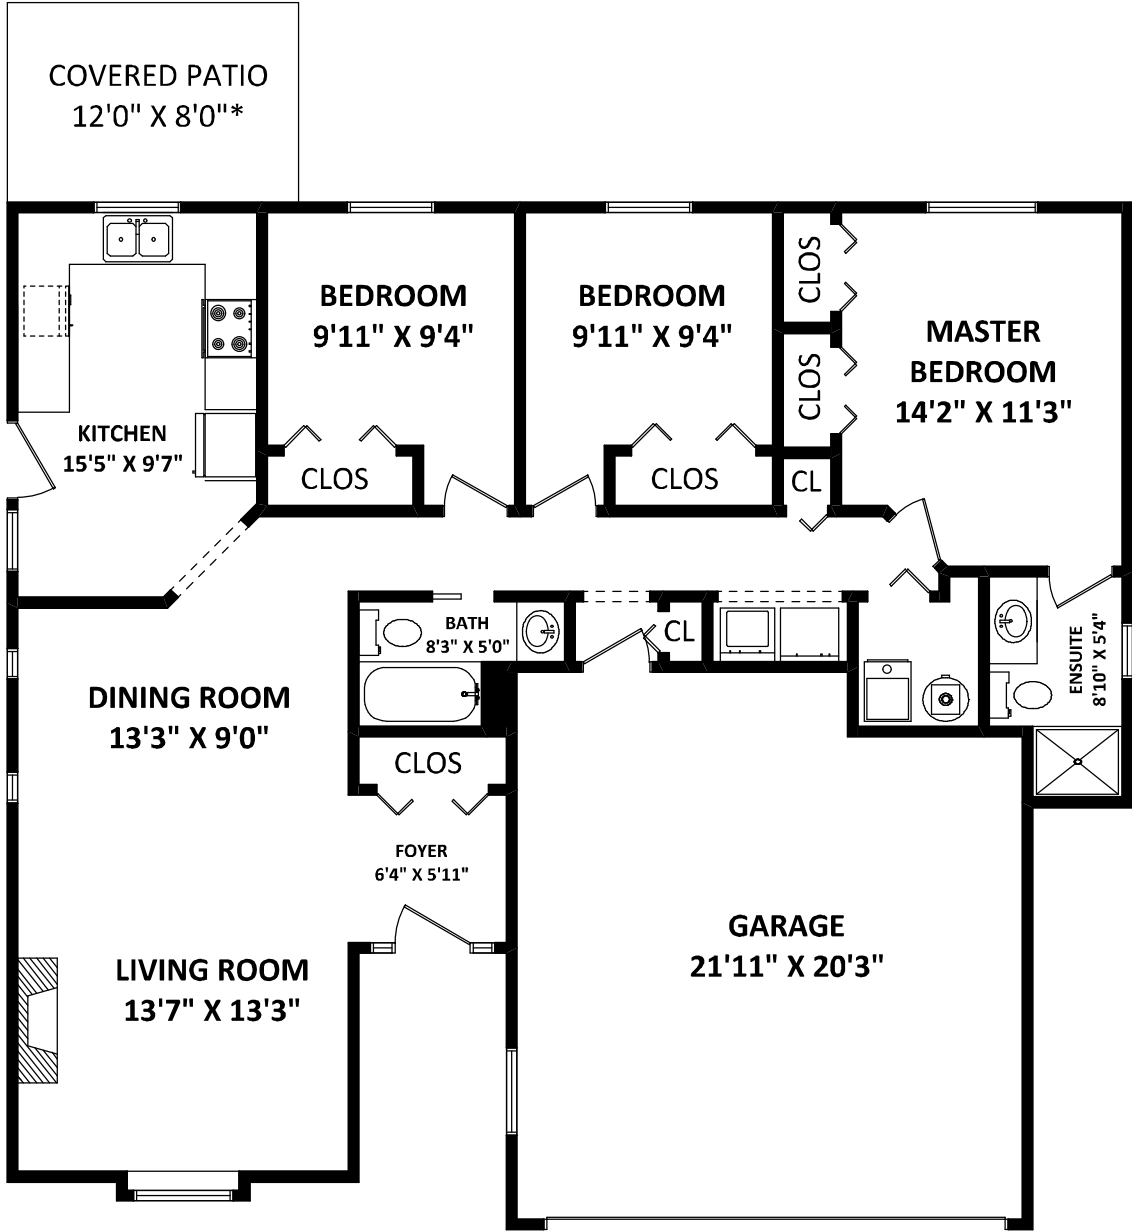 COVERED PATIO
12'0" X 8'0"*
BEDROOM
9'11" X 9'4"
BEDROOM
9'11" X 9'4"
CLOS
CLOS
MASTER
BEDROOM
14'2" X 11'3"
KITCHEN
15'5" X 9'7"
CLOS
CLOS
CL
BATH
8'3" X 5'0"
CL
ENSUITE
8'10" X 5'4"
DINING ROOM
13'3" X 9'0"
CLOS
FOYER
6'4" X 5'11"
GARAGE
21'11" X 20'3"
LIVING ROOM
13'7" X 13'3"